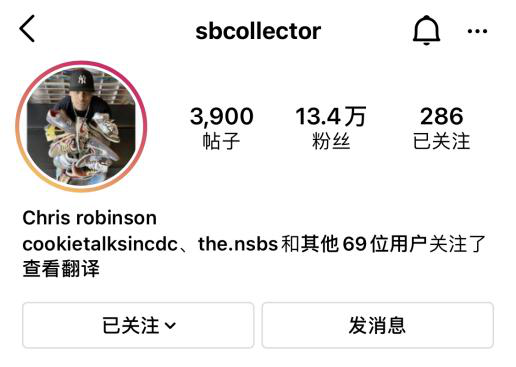 sbcollector
3,900 13.4万 286
帖子 粉丝 已关注
Chris robinson
cookietalksincdc、the.nsbs和其他69位用户关注了
查看翻译
已关注 发消息